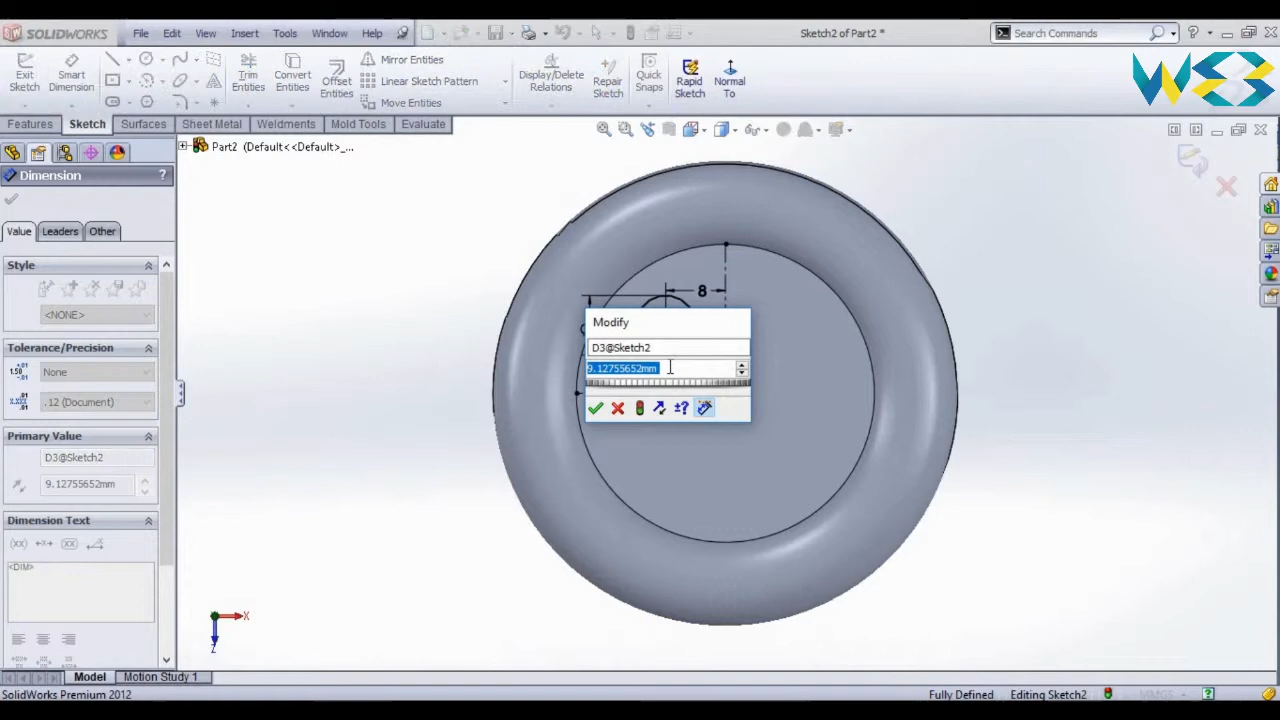 SOLIDWORKS File Edit View Insert Tools Window Help Sketch2 of Part2 * Search Commands
Exit Sketch
Smart Dimension
Trim Entities
Convert Entities
Offset Entities
Mirror Entities
Linear Sketch Pattern
Move Entities
Display/Delete Relations
Repair Sketch
Quick Snaps
Rapid Sketch
Normal To
WB
Features Sketch Surfaces Sheet Metal Weldments Mold Tools Evaluate
Part2 (Default<<Default>_...
Dimension ?
Value Leaders Other
Style
<NONE>
Tolerance/Precision
1.50 None
.12 (Document)
Primary Value
D3@Sketch2
9.12755652mm
Dimension Text
<DIM>
8
Modify
D3@Sketch2
9.12755652mm
±?
X
Z
Model Motion Study 1
SolidWorks Premium 2012 Fully Defined Editing Sketch2 MMGS